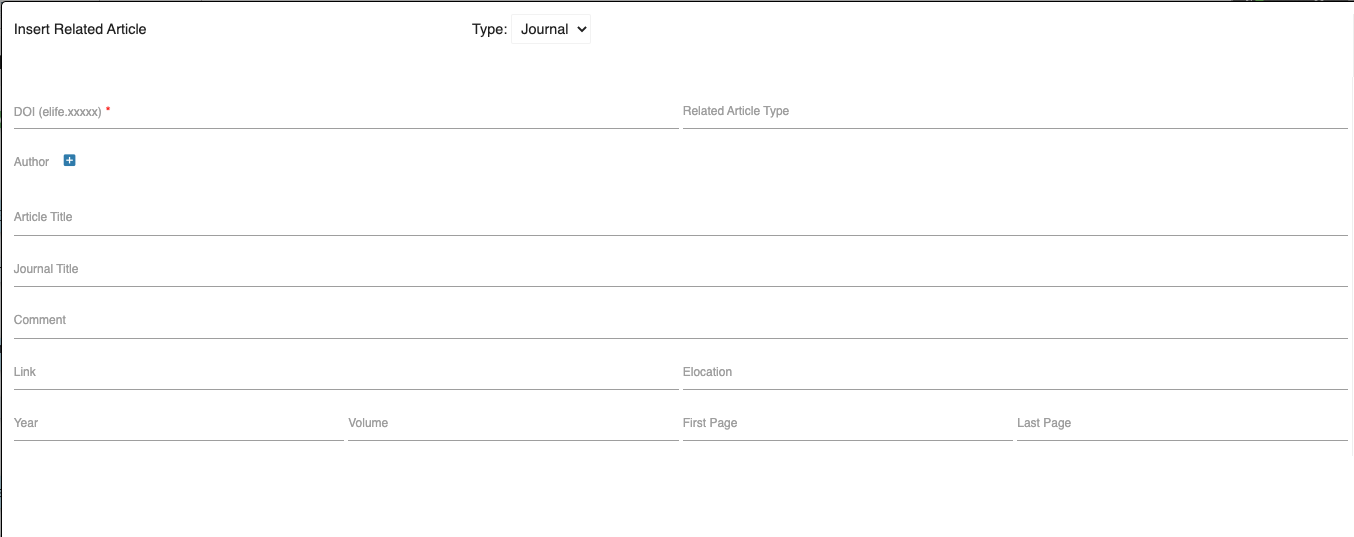 Insert Related Article Type: Journal
DOI (elife.xxxxx) * Related Article Type
Author
Article Title
Journal Title
Comment
Link Elocation
Year Volume First Page Last Page